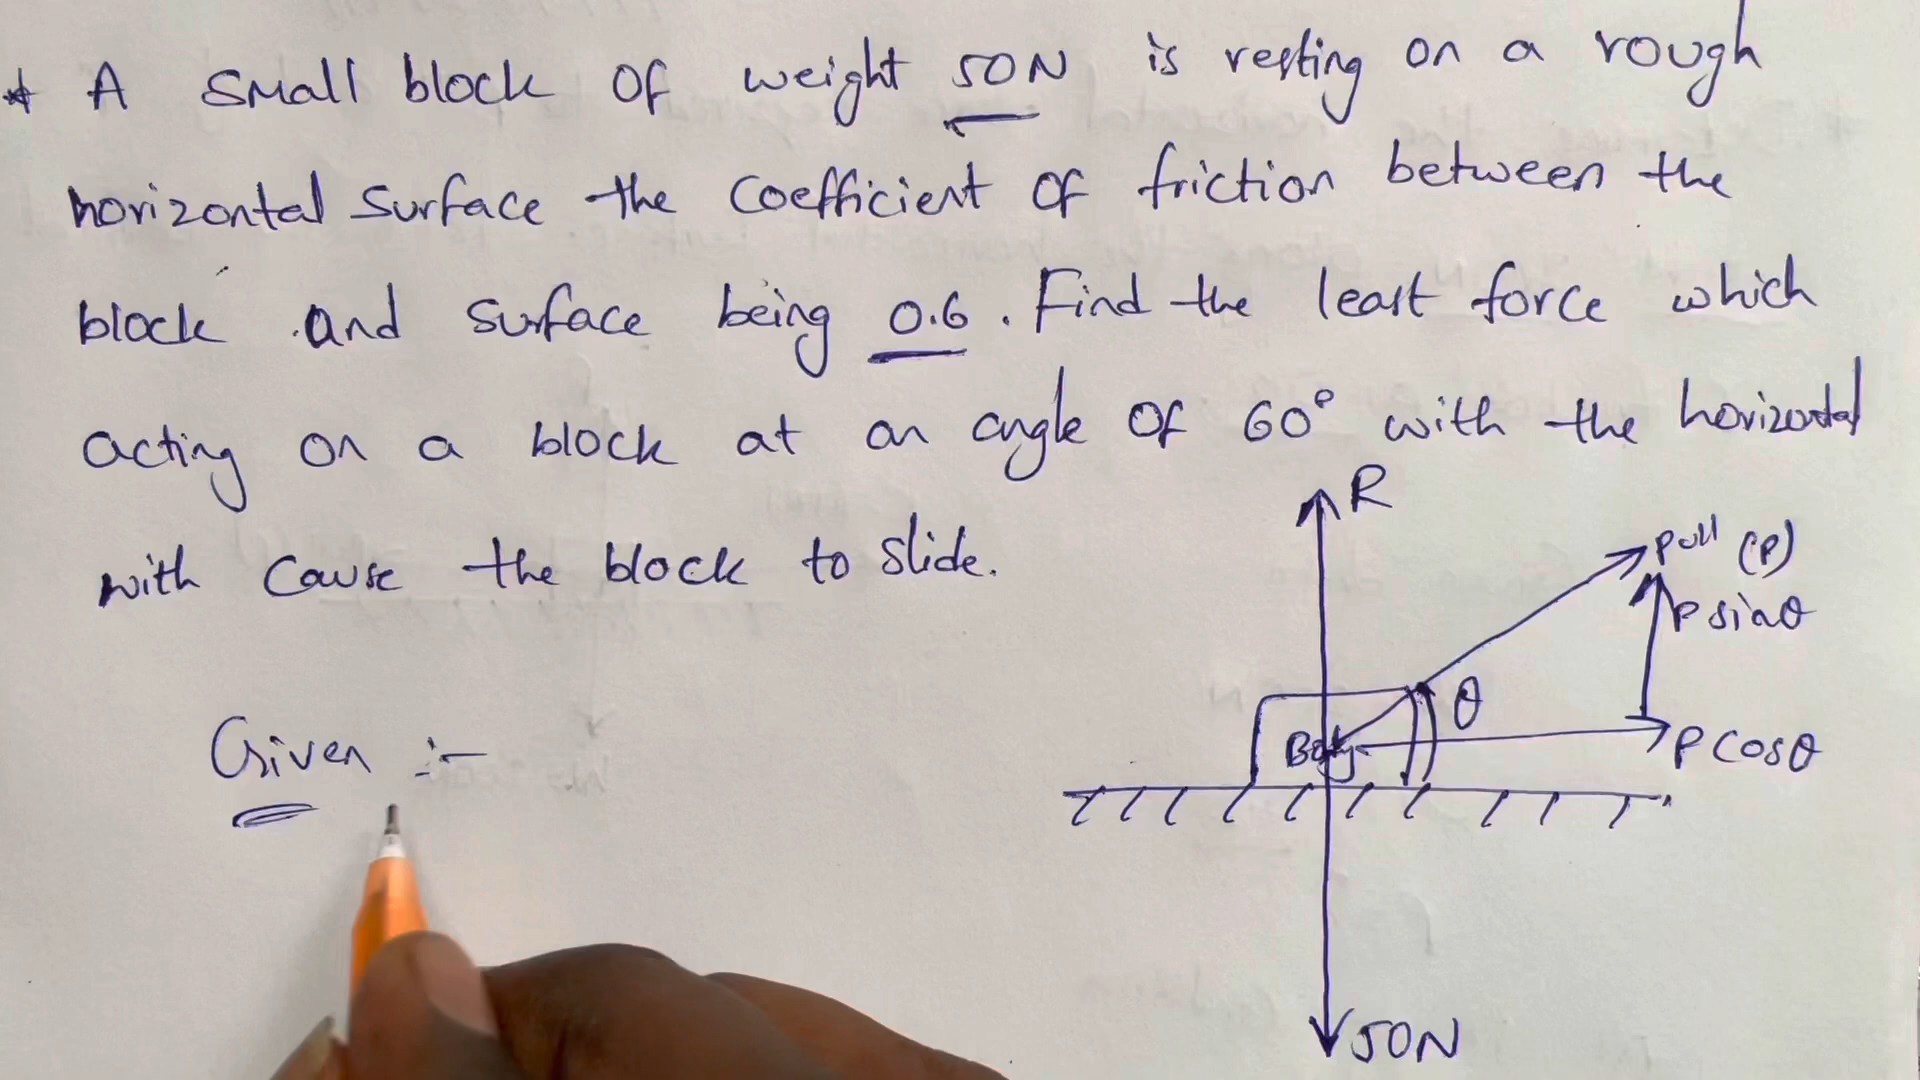 * A small block of weight 50N is resting on a rough
horizontal surface the coefficient of friction between the
block and surface being 0.6. Find the least force which
acting on a block at an angle of 60° with the horizontal
with cause the block to slide.
R
Pull (P)
P sinθ
θ
Body
P cosθ
Given :-
50N